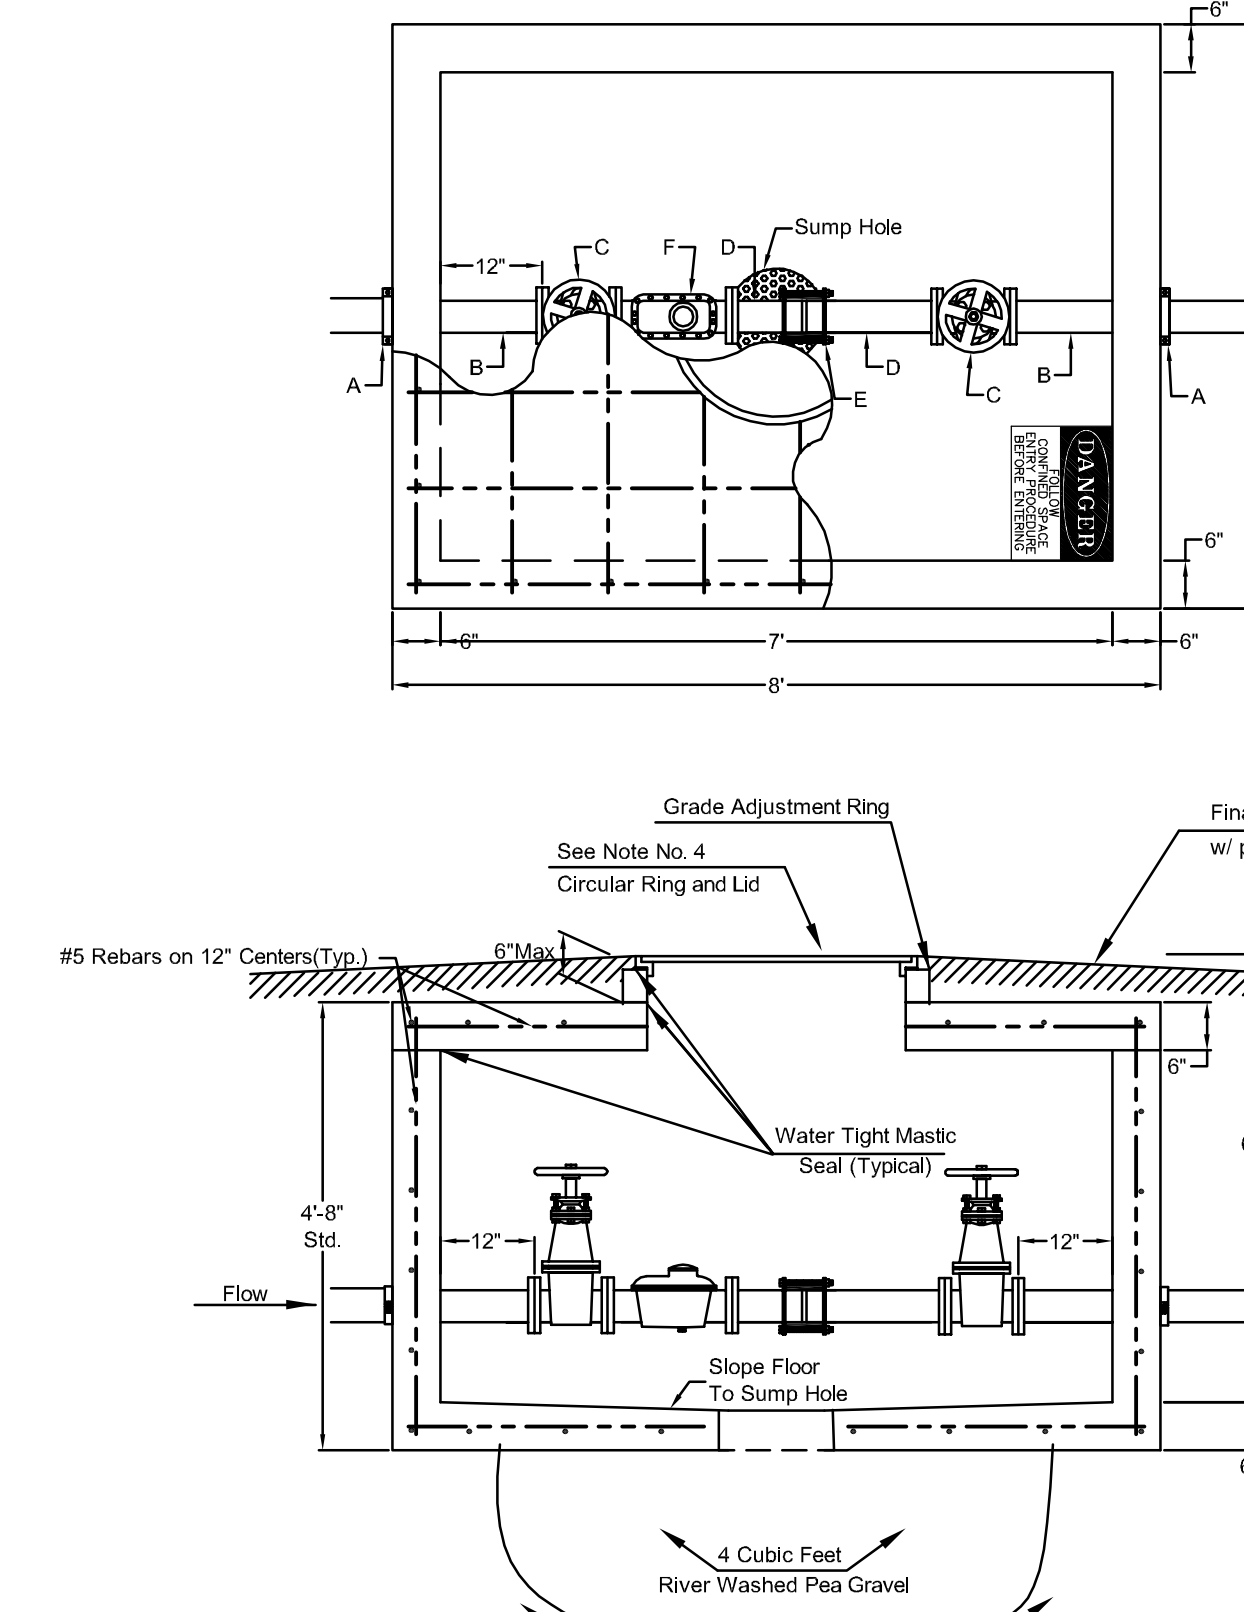 6"
Sump Hole
C
F
D
12"
B
A
E
D
C
B
A
DANGER
FOLLOW
CONFINED SPACE
ENTRY PROCEDURE
BEFORE ENTERING
6"
6"
7'
6"
8'
Grade Adjustment Ring
See Note No. 4
Circular Ring and Lid
w/
6"Max
#5 Rebars on 12" Centers(Typ.)
6"
Water Tight Mastic
Seal (Typical)
4'-8"
Std.
12"
12"
Flow
Slope Floor
To Sump Hole
4 Cubic Feet
River Washed Pea Gravel